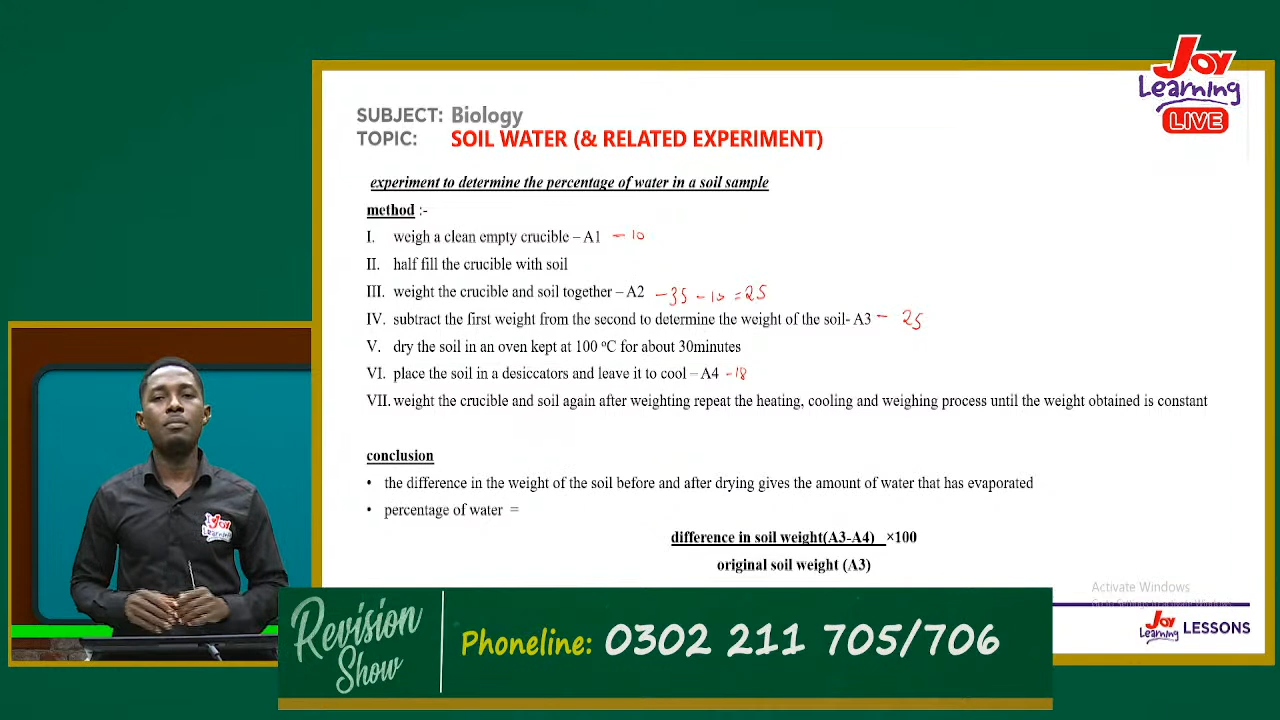 Joy
Learning
LIVE
SUBJECT: Biology
TOPIC: SOIL WATER (& RELATED EXPERIMENT)
experiment to determine the percentage of water in a soil sample
method :-
I. weigh a clean empty crucible – A1 – 10
II. half fill the crucible with soil
III. weight the crucible and soil together – A2 – 35 – 10 = 25
IV. subtract the first weight from the second to determine the weight of the soil- A3 – 25
V. dry the soil in an oven kept at 100 ºC for about 30minutes
VI. place the soil in a desiccators and leave it to cool – A4 -18
VII. weight the crucible and soil again after weighting repeat the heating, cooling and weighing process until the weight obtained is constant
conclusion
• the difference in the weight of the soil before and after drying gives the amount of water that has evaporated
• percentage of water =
difference in soil weight(A3-A4) ×100
original soil weight (A3)
Joy
Learning
Activate Windows
Go to Settings to activate Windows.
Joy
Learning LESSONS
Revision
Show
Phoneline: 0302 211 705/706